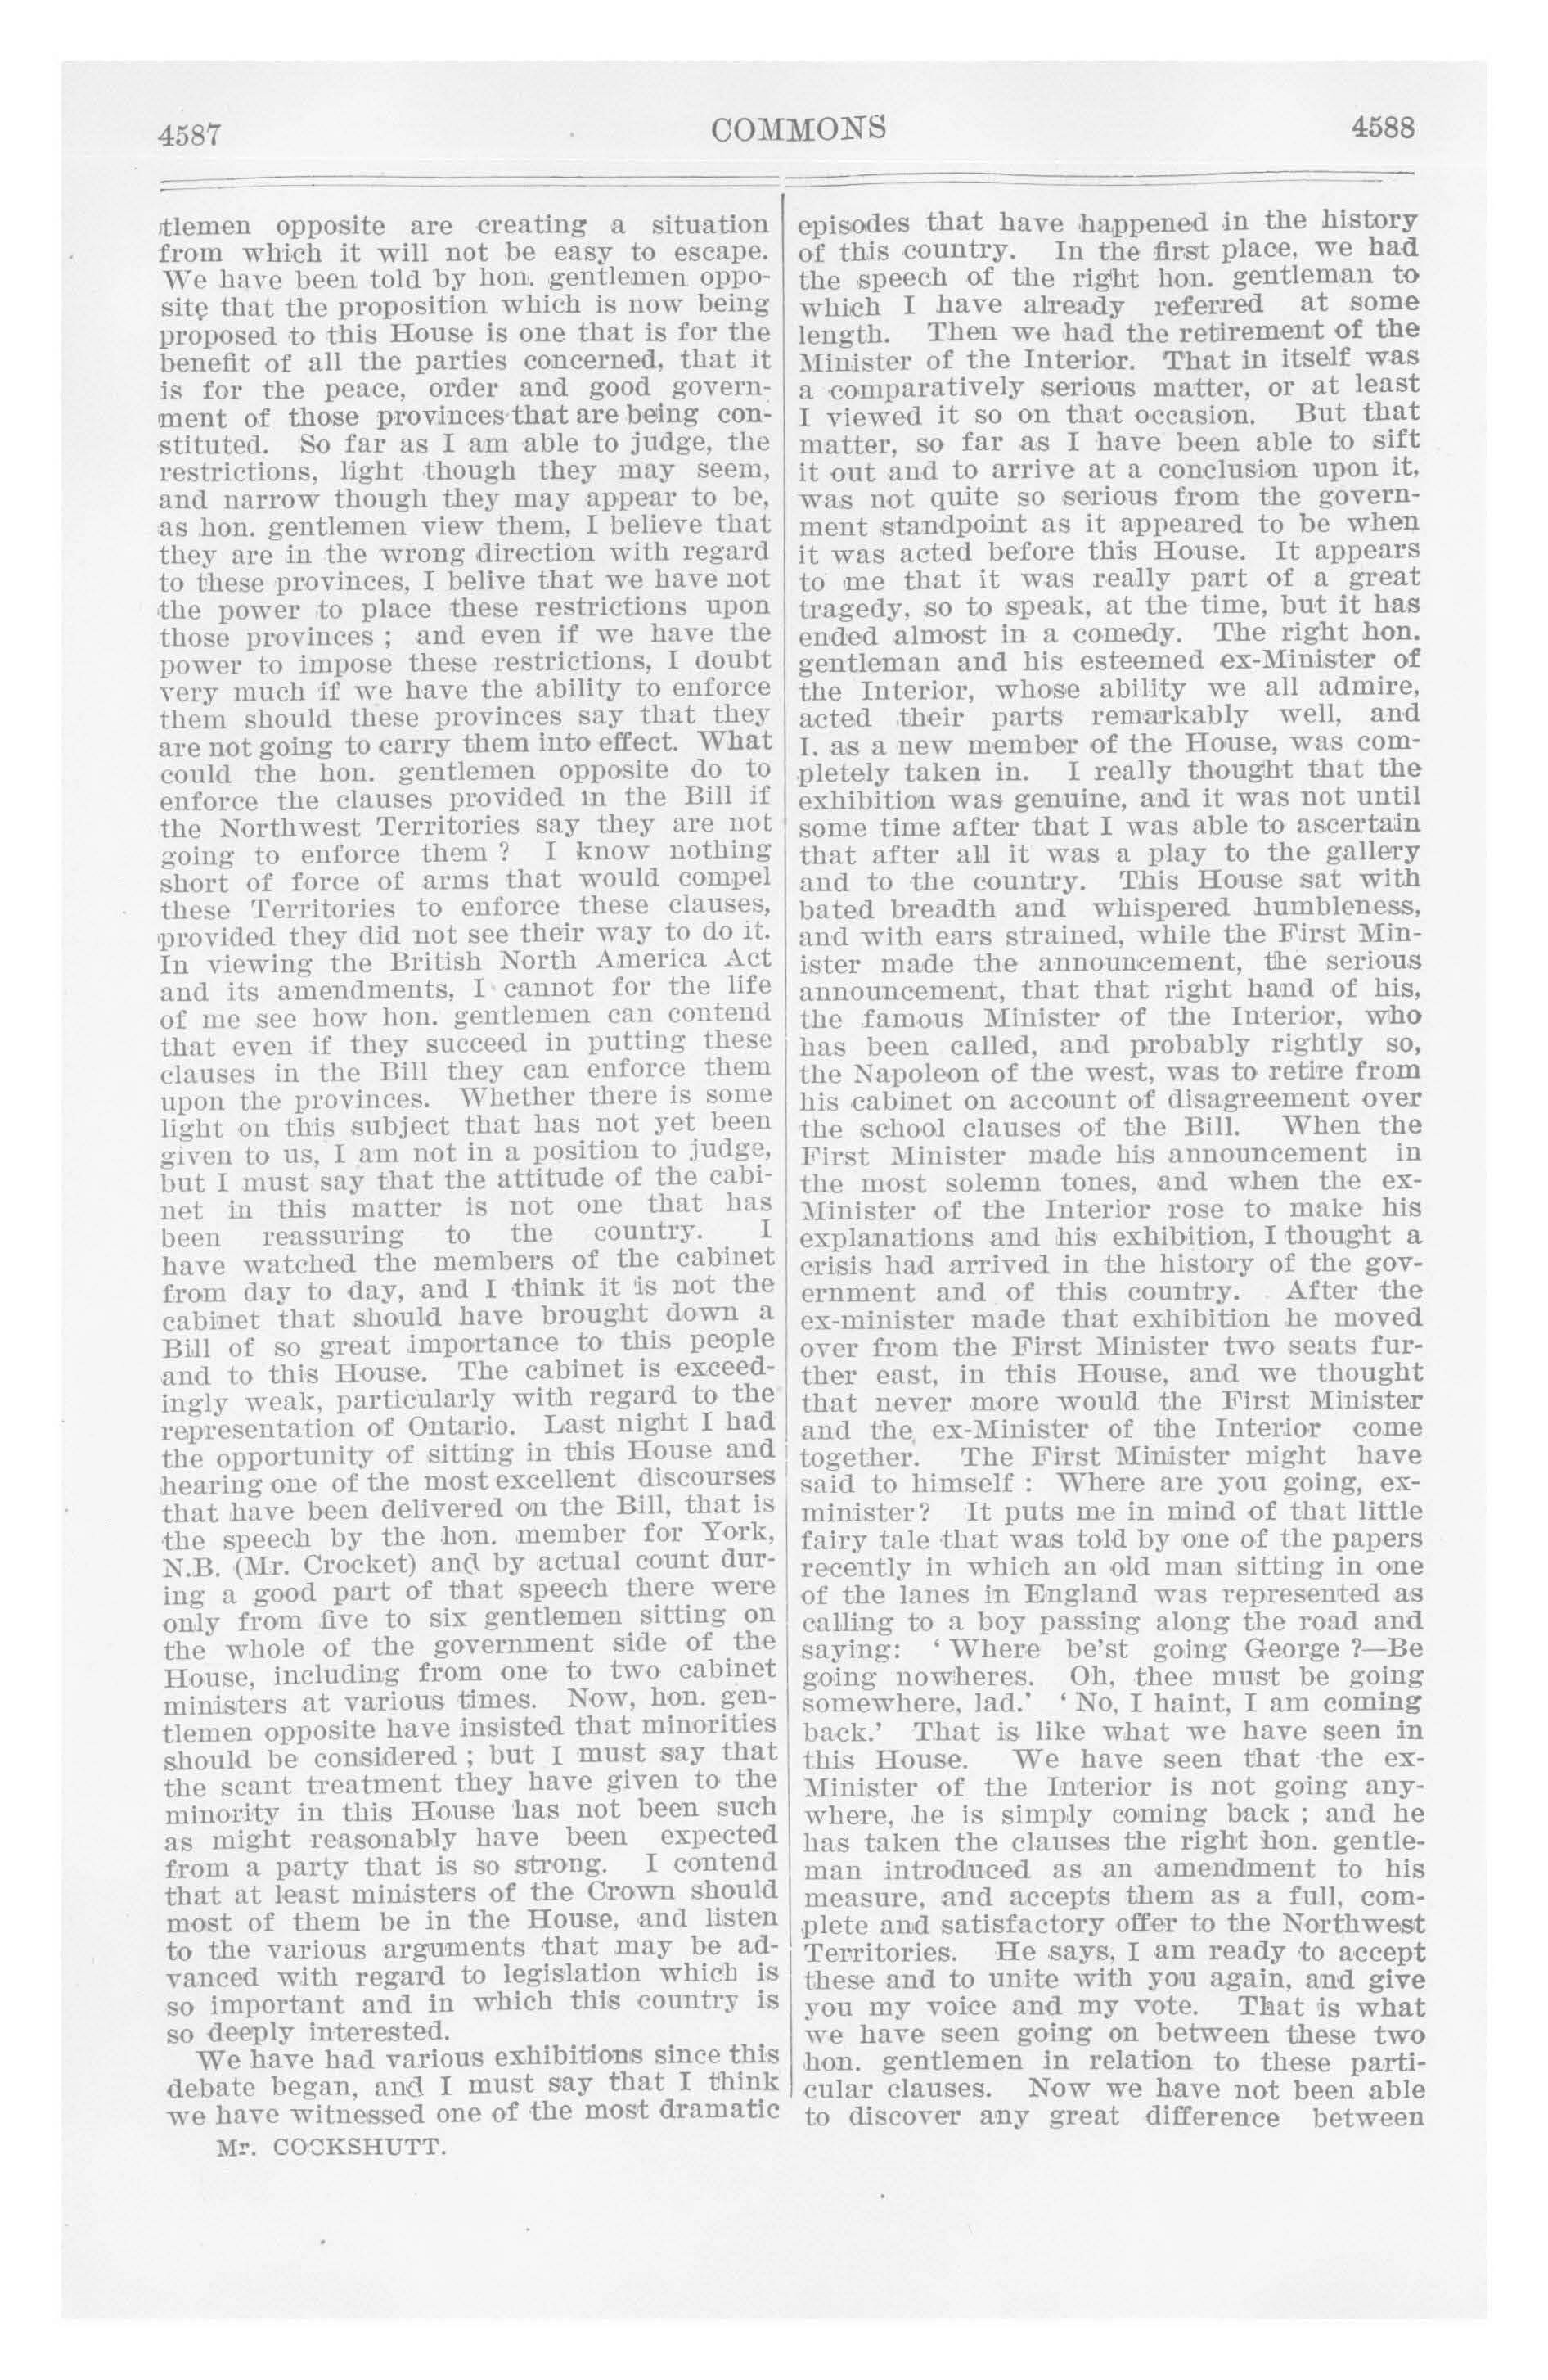 4587
COMMONS
4588
tlemen opposite are creating a situation
from which it will not be easy to escape.
We have been told by hon. gentlemen oppo-
site that the proposition which is now being
proposed to this House is one that is for the
benefit of all the parties concerned, that it
is for the peace, order and good govern-
ment of those provinces that are being con-
stituted. So far as I am able to judge, the
restrictions, light though they may seem,
and narrow though they may appear to be,
as hon. gentlemen view them, I believe that
they are in the wrong direction with regard
to these provinces, I belive that we have not
the power to place these restrictions upon
those provinces ; and even if we have the
power to impose these restrictions, I doubt
very much if we have the ability to enforce
them should these provinces say that they
are not going to carry them into effect. What
could the hon. gentlemen opposite do to
enforce the clauses provided in the Bill if
the Northwest Territories say they are not
going to enforce them ? I know nothing
short of force of arms that would compel
these Territories to enforce these clauses,
provided they did not see their way to do it.
In viewing the British North America Act
and its amendments, I cannot for the life
of me see how hon. gentlemen can contend
that even if they succeed in putting these
clauses in the Bill they can enforce them
upon the provinces. Whether there is some
light on this subject that has not yet been
given to us, I am not in a position to judge,
but I must say that the attitude of the cabi-
net in this matter is not one that has
been reassuring to the country. I
have watched the members of the cabinet
from day to day, and I think it is not the
cabinet that should have brought down a
Bill of so great importance to this people
and to this House. The cabinet is exceed-
ingly weak, particularly with regard to the
representation of Ontario. Last night I had
the opportunity of sitting in this House and
hearing one of the most excellent discourses
that have been delivered on the Bill, that is
the speech by the hon. member for York,
N.B. (Mr. Crocket) and by actual count dur-
ing a good part of that speech there were
only from five to six gentlemen sitting on
the whole of the government side of the
House, including from one to two cabinet
ministers at various times. Now, hon. gen-
tlemen opposite have insisted that minorities
should be considered ; but I must say that
the scant treatment they have given to the
minority in this House has not been such
as might reasonably have been expected
from a party that is so strong. I contend
that at least ministers of the Crown should
most of them be in the House, and listen
to the various arguments that may be ad-
vanced with regard to legislation which is
so important and in which this country is
so deeply interested.
We have had various exhibitions since this
debate began, and I must say that I think
we have witnessed one of the most dramatic
Mr. COCKSHUTT.
episodes that have happened in the history
of this country. In the first place, we had
the speech of the right hon. gentleman to
which I have already referred at some
length. Then we had the retirement of the
Minister of the Interior. That in itself was
a comparatively serious matter, or at least
I viewed it so on that occasion. But that
matter, so far as I have been able to sift
it out and to arrive at a conclusion upon it,
was not quite so serious from the govern-
ment standpoint as it appeared to be when
it was acted before this House. It appears
to me that it was really part of a great
tragedy, so to speak, at the time, but it has
ended almost in a comedy. The right hon.
gentleman and his esteemed ex-Minister of
the Interior, whose ability we all admire,
acted their parts remarkably well, and
I. as a new member of the House, was com-
pletely taken in. I really thought that the
exhibition was genuine, and it was not until
some time after that I was able to ascertain
that after all it was a play to the gallery
and to the country. This House sat with
bated breadth and whispered humbleness,
and with ears strained, while the First Min-
ister made the announcement, the serious
announcement, that that right hand of his,
the famous Minister of the Interior, who
has been called, and probably rightly so,
the Napoleon of the west, was to retire from
his cabinet on account of disagreement over
the school clauses of the Bill. When the
First Minister made his announcement in
the most solemn tones, and when the ex-
Minister of the Interior rose to make his
explanations and his exhibition, I thought a
crisis had arrived in the history of the gov-
ernment and of this country. After the
ex-minister made that exhibition he moved
over from the First Minister two seats fur-
ther east, in this House, and we thought
that never more would the First Minister
and the ex-Minister of the Interior come
together. The First Minister might have
said to himself : Where are you going, ex-
minister? It puts me in mind of that little
fairy tale that was told by one of the papers
recently in which an old man sitting in one
of the lanes in England was represented as
calling to a boy passing along the road and
saying: ‘ Where be'st going George ?—Be
going nowheres. Oh, thee must be going
somewhere, lad.’ ‘ No, I haint, I am coming
back.’ That is like what we have seen in
this House. We have seen that the ex-
Minister of the Interior is not going any-
where, he is simply coming back ; and he
has taken the clauses the right hon. gentle-
man introduced as an amendment to his
measure, and accepts them as a full, com-
plete and satisfactory offer to the Northwest
Territories. He says, I am ready to accept
these and to unite with you again, and give
you my voice and my vote. That is what
we have seen going on between these two
hon. gentlemen in relation to these parti-
cular clauses. Now we have not been able
to discover any great difference between